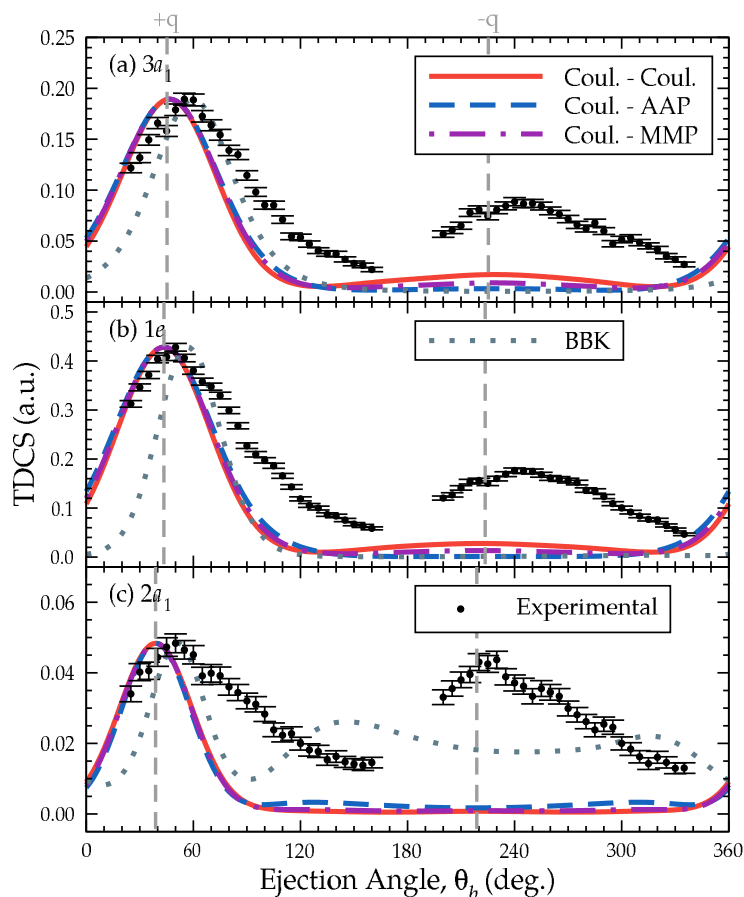 +q -q
0.25
(a) 3a1
0.20
0.15
0.10
0.05
0.00
Coul. - Coul.
Coul. - AAP
Coul. - MMP
0.5
(b) 1e
0.4
0.3
0.2
0.1
0.0
BBK
TDCS (a.u.)
(c) 2a1
0.06
0.04
0.02
0.00
Experimental
0 60 120 180 240 300 360
Ejection Angle, θb (deg.)